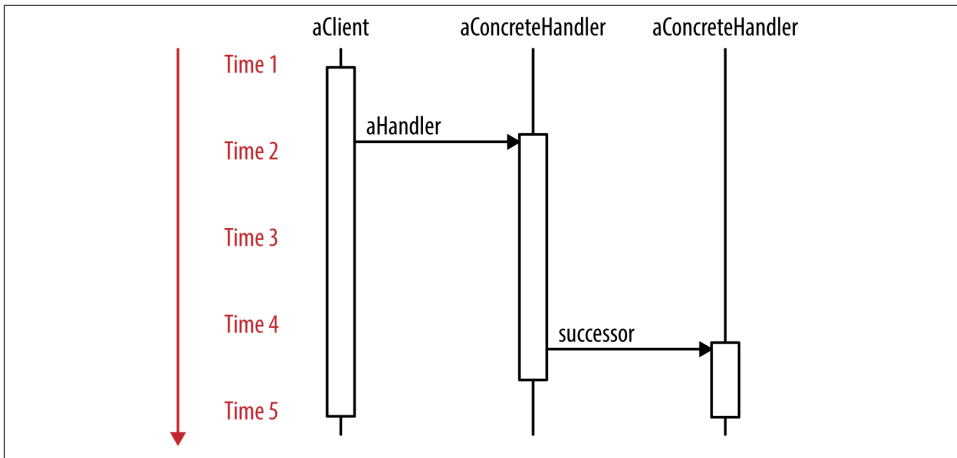 aClient
aConcreteHandler
aConcreteHandler
Time 1
aHandler
Time 2
Time 3
Time 4
successor
Time 5